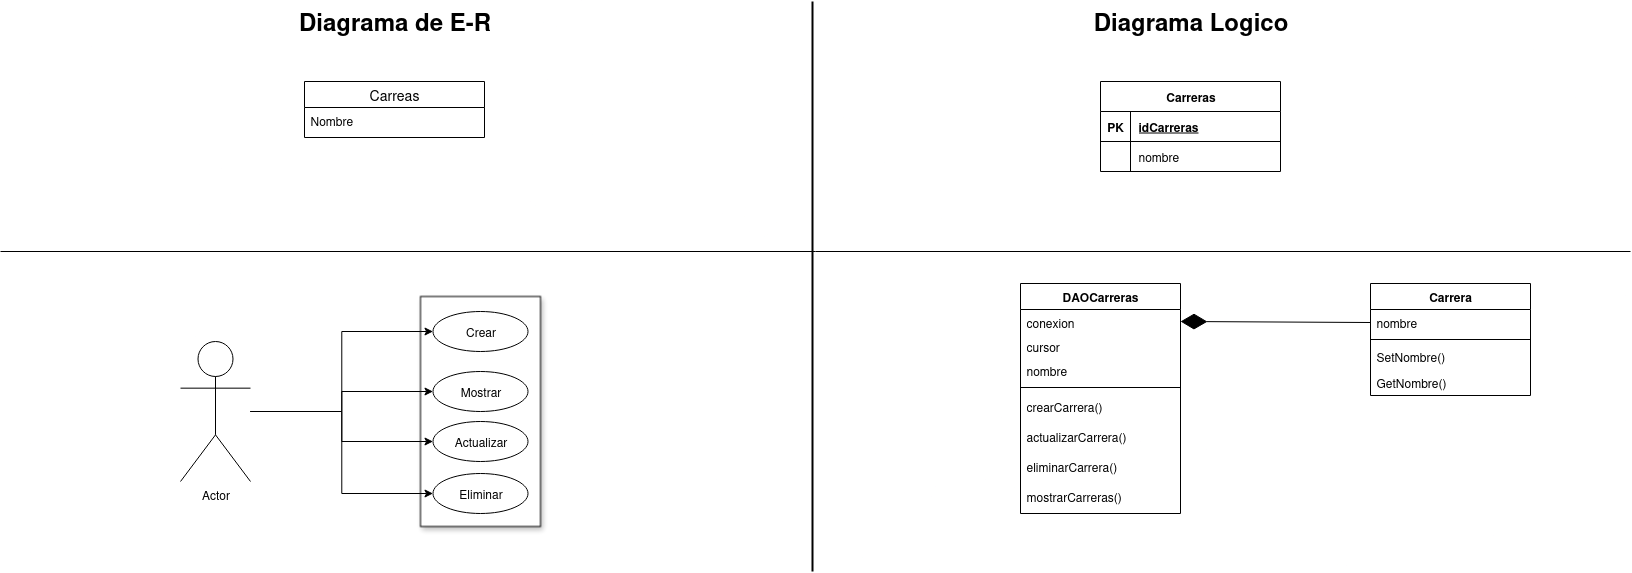 Diagrama de E-R
Carreas
Nombre
Diagrama Logico
Carreras
PK idCarreras
nombre
Actor
Crear
Mostrar
Actualizar
Eliminar
DAOCarreras
conexion
cursor
nombre
crearCarrera()
actualizarCarrera()
eliminarCarrera()
mostrarCarreras()
Carrera
nombre
SetNombre()
GetNombre()